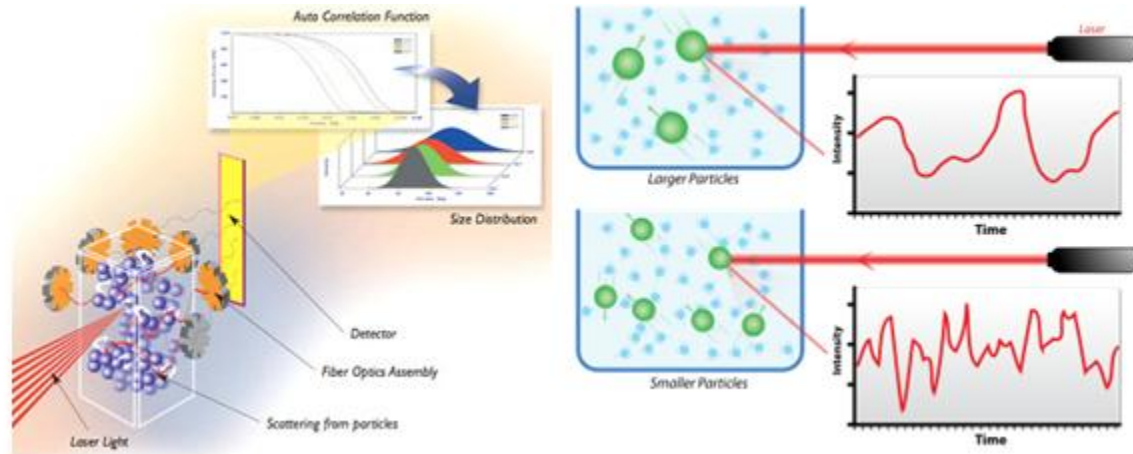 Auto Correlation Function
Size Distribution
Detector
Fiber Optics Assembly
Scattering from particles
Laser Light
Laser
Larger Particles
Intensity
Time
Smaller Particles
Intensity
Time